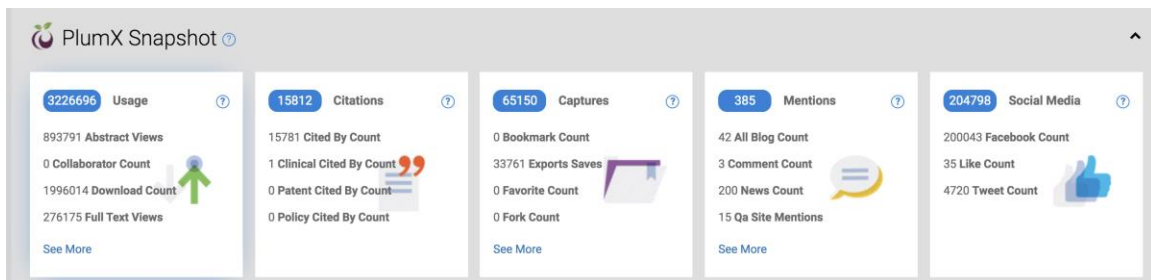 PlumX Snapshot
3226696 Usage
893791 Abstract Views
0 Collaborator Count
1996014 Download Count
276175 Full Text Views
See More
15812 Citations
15781 Cited By Count
1 Clinical Cited By Count
0 Patent Cited By Count
0 Policy Cited By Count
65150 Captures
0 Bookmark Count
33761 Exports Saves
0 Favorite Count
0 Fork Count
See More
385 Mentions
42 All Blog Count
3 Comment Count
200 News Count
15 Qa Site Mentions
See More
204798 Social Media
200043 Facebook Count
35 Like Count
4720 Tweet Count